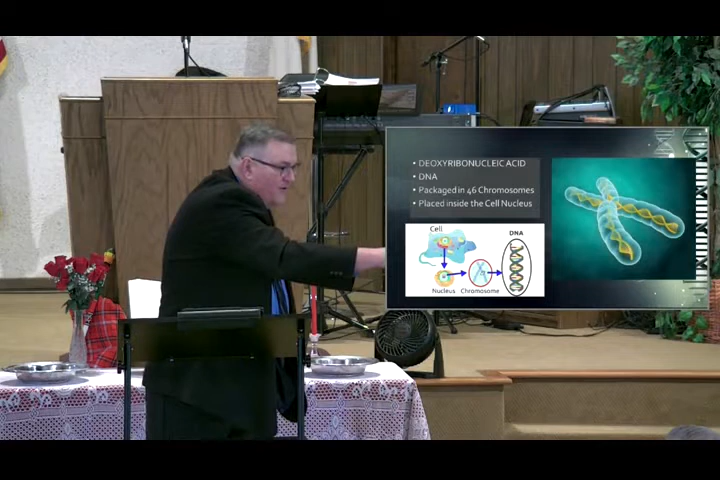 • DEOXYRIBONUCLEIC ACID
• DNA
• Packaged in 46 Chromosomes
• Placed inside the Cell Nucleus
Cell
DNA
Nucleus
Chromosome